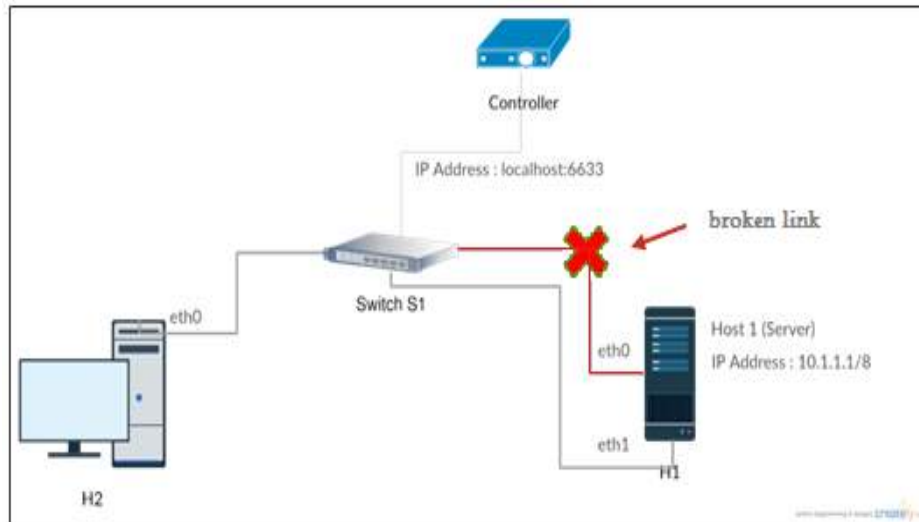 Controller
IP Address : localhost:6633
broken link
Switch S1
eth0
Host 1 (Server)
eth0
IP Address : 10.1.1.1/8
eth1
H1
H2